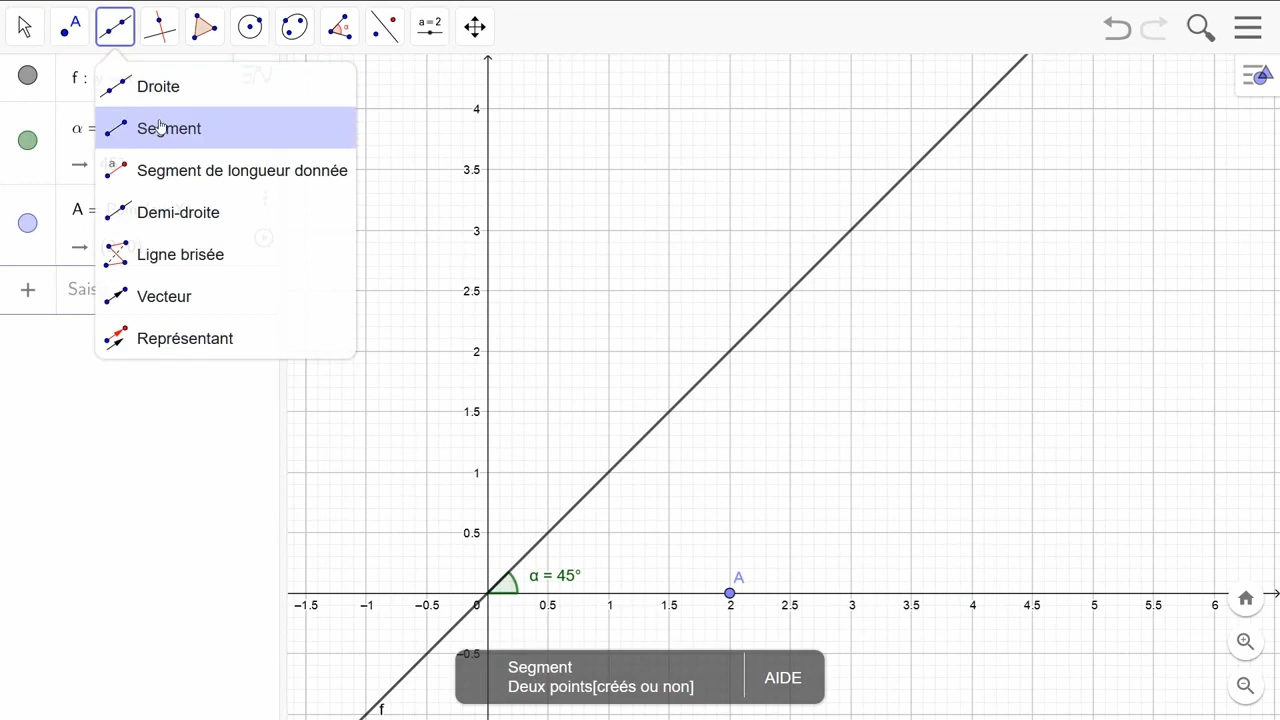 A
α
a=2
f :
Droite
α =
Segment
a
Segment de longueur donnée
A =
Demi-droite
Ligne brisée
Sais
Vecteur
Représentant
4
3.5
3
2.5
2
1.5
1
0.5
α = 45°
A
−1.5 −1 −0.5 0 0.5 1 1.5 2 2.5 3 3.5 4 4.5 5 5.5 6
−0.5
f
Segment
Deux points[créés ou non]
AIDE